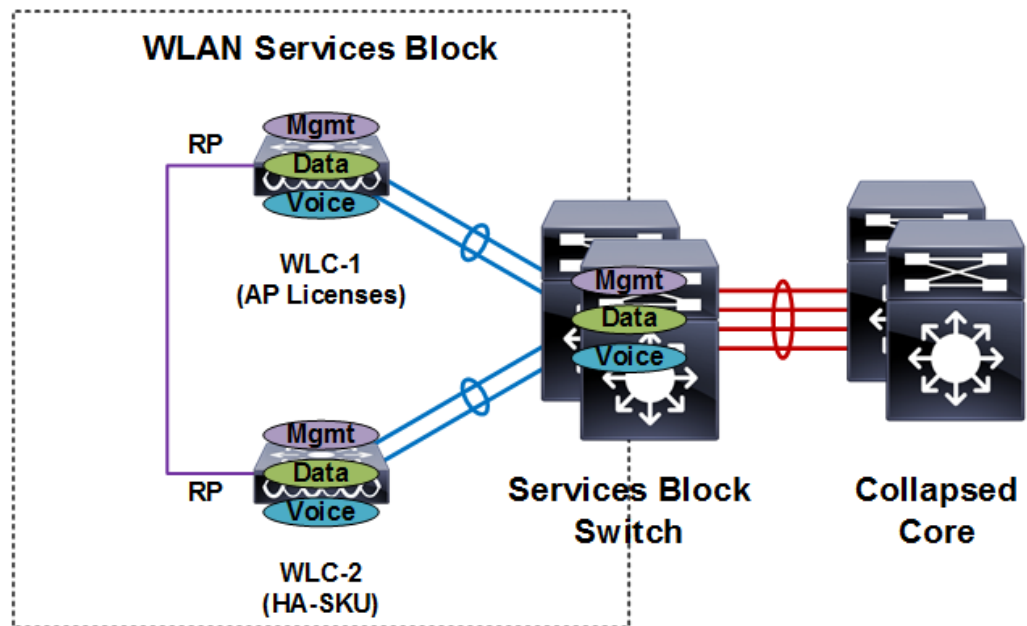 WLAN Services Block
RP
Mgmt
Data
Voice
WLC-1
(AP Licenses)
Mgmt
Data
Voice
RP
Mgmt
Data
Voice
WLC-2
(HA-SKU)
Services Block
Switch
Collapsed
Core